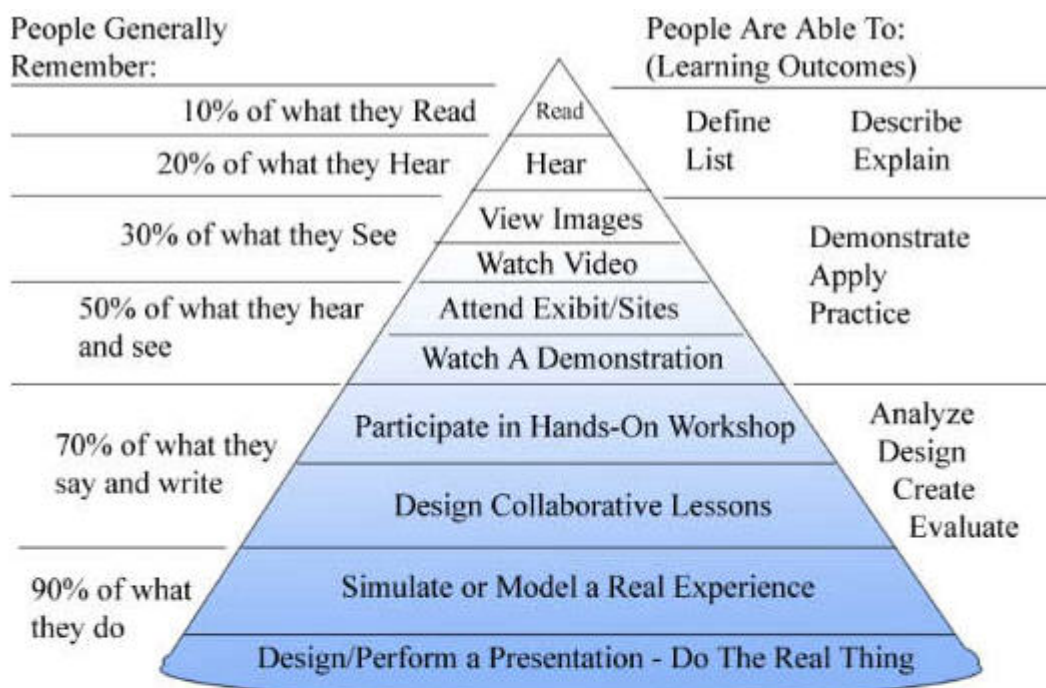 People Generally
Remember:
People Are Able To:
(Learning Outcomes)
10% of what they Read
Read
Define
Describe
List
Explain
20% of what they Hear
Hear
30% of what they See
View Images
Watch Video
Demonstrate
Apply
Practice
50% of what they hear
and see
Attend Exibit/Sites
Watch A Demonstration
70% of what they
say and write
Participate in Hands-On Workshop
Design Collaborative Lessons
Analyze
Design
Create
Evaluate
90% of what
they do
Simulate or Model a Real Experience
Design/Perform a Presentation - Do The Real Thing